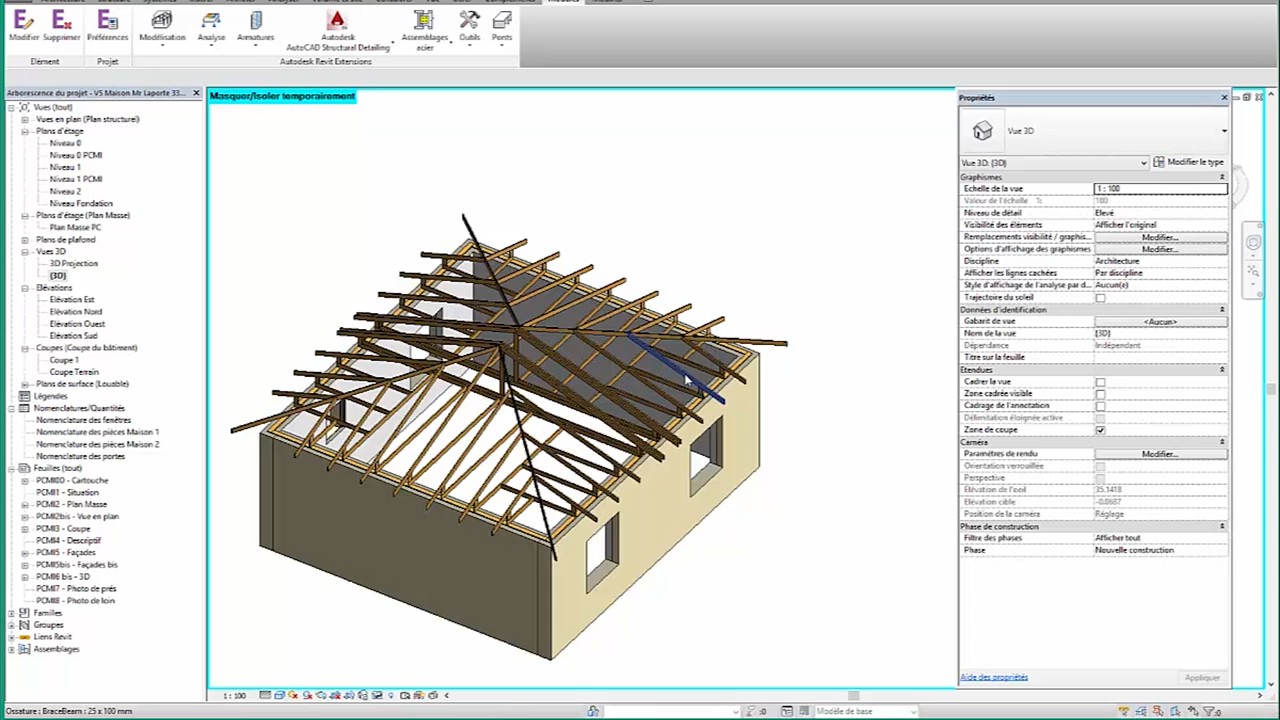 Modifier Supprimer Préférences Modélisation Analyse Armatures Autodesk Assemblages Outils Ponts
AutoCAD Structural Detailing acier
Elément Projet Autodesk Revit Extensions
Arborescence du projet - V5 Maison Mr Laporte 33...
Vues (tout)
Vues en plan (Plan structurel)
Plans d'étage
Niveau 0
Niveau 0 PCMI
Niveau 1
Niveau 1 PCMI
Niveau 2
Niveau Fondation
Plans d'étage (Plan Masse)
Plan Masse PC
Plans de plafond
Vues 3D
3D Projection
{3D}
Elévations
Elévation Est
Elévation Nord
Elévation Ouest
Elévation Sud
Coupes (Coupe du bâtiment)
Coupe 1
Coupe Terrain
Plans de surface (Louable)
Légendes
Nomenclatures/Quantités
Nomenclature des fenêtres
Nomenclature des pièces Maison 1
Nomenclature des pièces Maison 2
Nomenclature des portes
Feuilles (tout)
PCMI00 - Cartouche
PCMI1 - Situation
PCMI2 - Plan Masse
PCMI2bis - Vue en plan
PCMI3 - Coupe
PCMI4 - Descriptif
PCMI5 - Façades
PCMI5bis - Façades bis
PCMI6 bis - 3D
PCMI7 - Photo de prés
PCMI8 - Photo de loin
Familles
Groupes
Liens Revit
Assemblages
Masquer/Isoler temporairement
Propriétés
Vue 3D
Vue 3D: {3D} Modifier le type
Graphismes
Echelle de la vue 1 : 100
Valeur de l'échelle 1: 100
Niveau de détail Elevé
Visibilité des éléments Afficher l'original
Remplacements visibilité / graphis... Modifier...
Options d'affichage des graphismes Modifier...
Discipline Architecture
Afficher les lignes cachées Par discipline
Style d'affichage de l'analyse par d... Aucun(e)
Trajectoire du soleil
Données d'identification
Gabarit de vue <Aucun>
Nom de la vue {3D}
Dépendance Indépendant
Titre sur la feuille
Etendues
Cadrer la vue
Zone cadrée visible
Cadrage de l'annotation
Délimitation éloignée active
Zone de coupe
Caméra
Paramètres de rendu Modifier...
Orientation verrouillée
Perspective
Elévation de l'oeil 35.1418
Elévation cible -0.0687
Position de la caméra Réglage
Phase de construction
Filtre des phases Afficher tout
Phase Nouvelle construction
Aide des propriétés Appliquer
1 : 100
Ossature : BraceBeam : 25 x 100 mm :0 Modèle de base :0